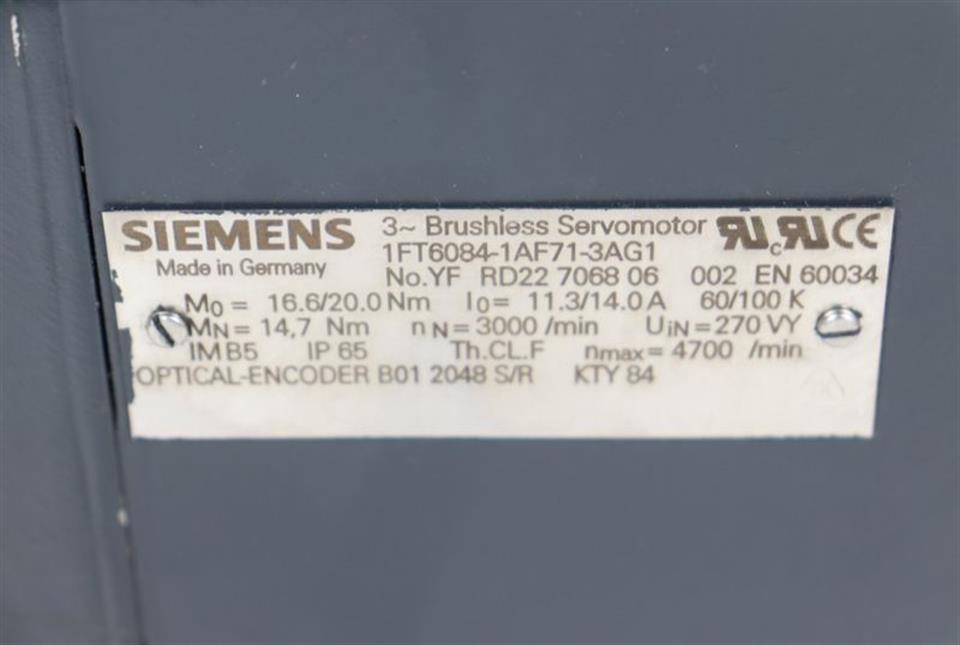 SIEMENS 3~ Brushless Servomotor
1FT6084-1AF71-3AG1
Made in Germany
No.YF RD22 7068 06 002 EN 60034
M0 = 16.6/20.0 Nm I0= 11.3/14.0 A 60/100 K
MN = 14,7 Nm nN = 3000 /min UiN = 270 VY
IM B5 IP 65 Th.CL.F nmax = 4700 /min
OPTICAL-ENCODER B01 2048 S/R KTY 84